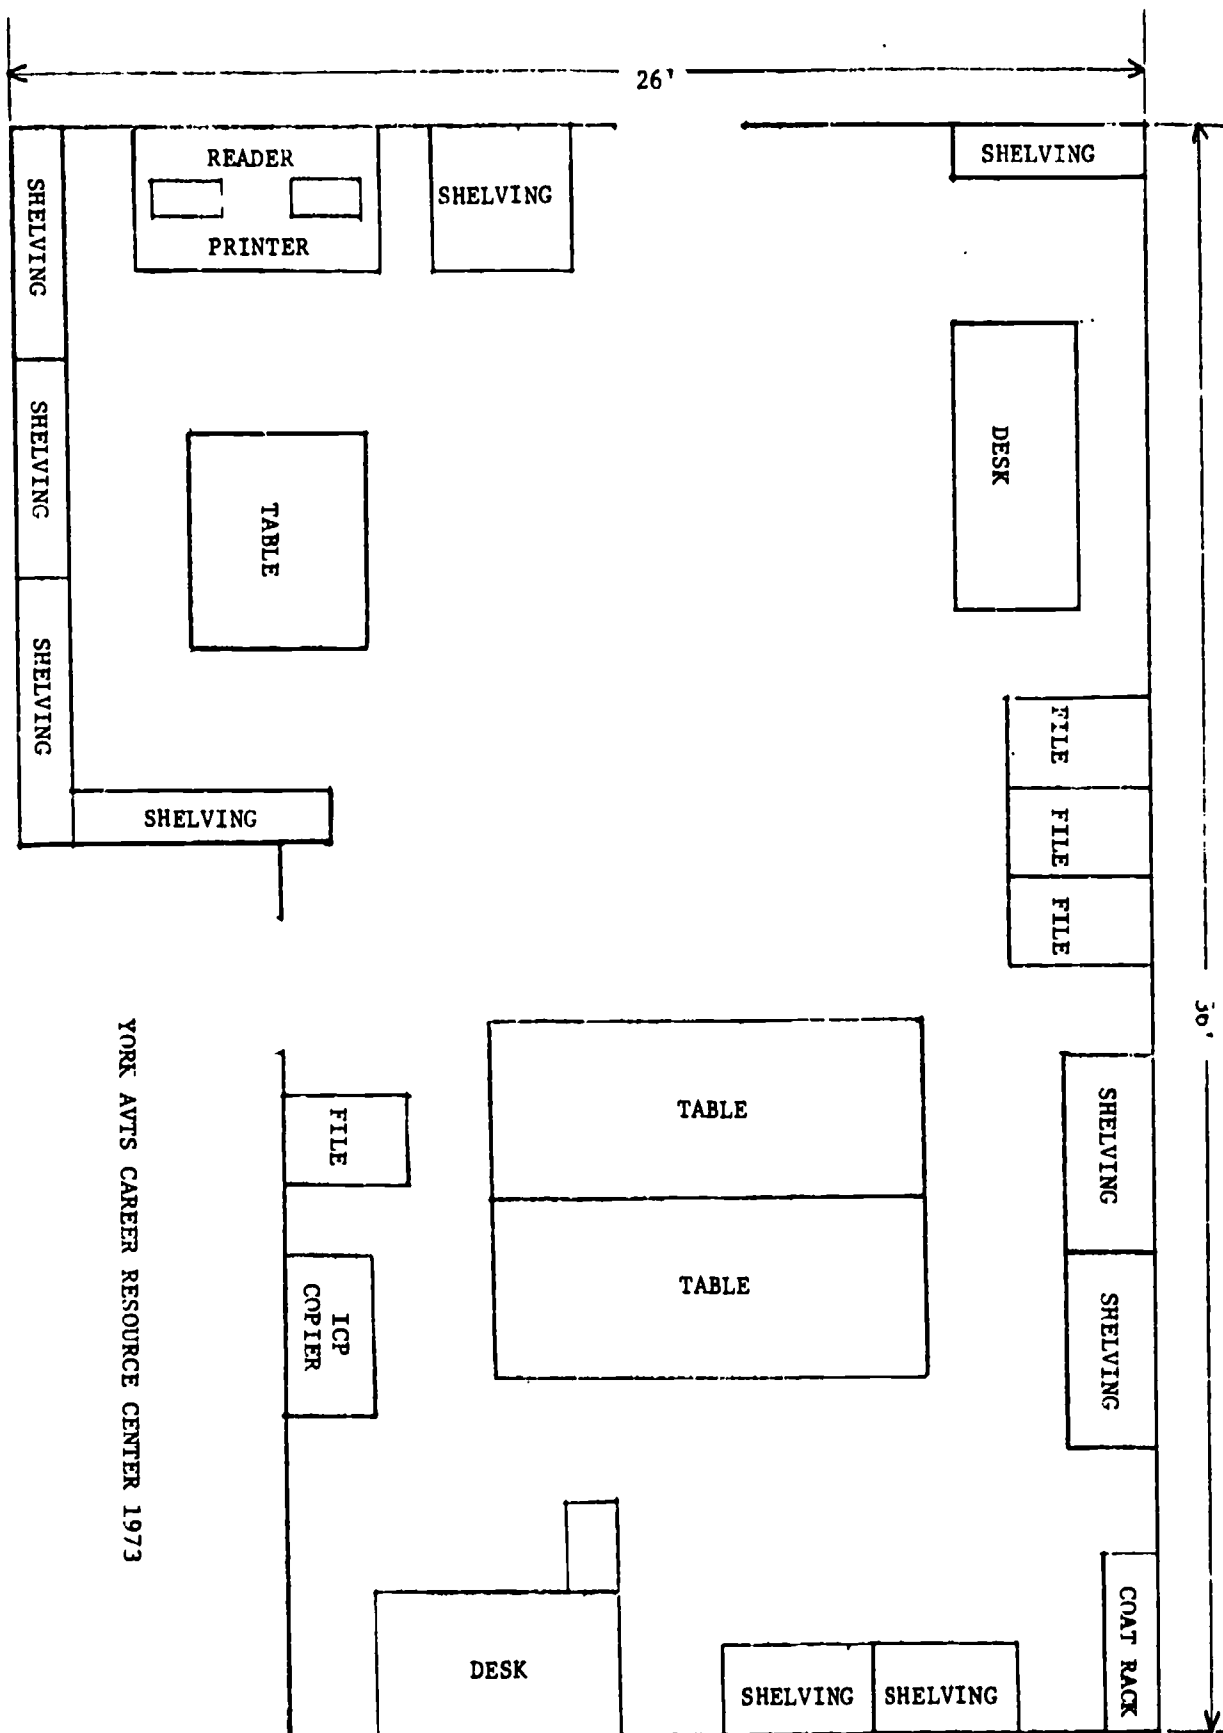 26'
READER
PRINTER
SHELVING
SHELVING
SHELVING
SHELVING
SHELVING
SHELVING
TABLE
DESK
FILE
FILE
FILE
36'
TABLE
TABLE
FILE
ICP
COPIER
SHELVING
SHELVING
DESK
SHELVING
SHELVING
COAT RACK
YORK AVTS CAREER RESOURCE CENTER 1973